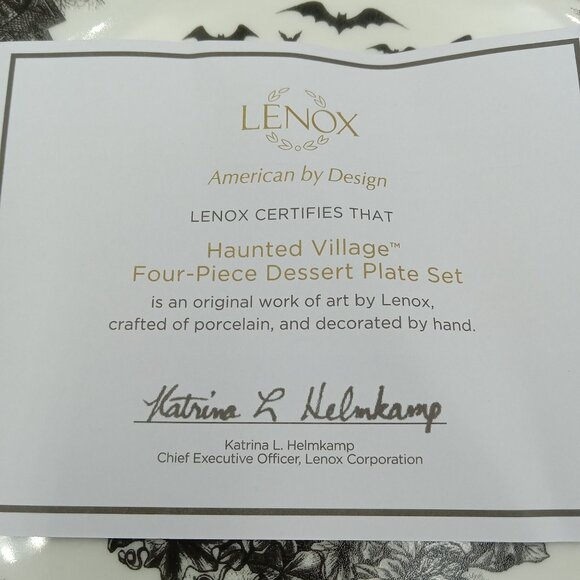 LENOX
American by Design
LENOX CERTIFIES THAT
Haunted Village™
Four-Piece Dessert Plate Set
is an original work of art by Lenox,
crafted of porcelain, and decorated by hand.
Katrina L Helmkamp
Katrina L. Helmkamp
Chief Executive Officer, Lenox Corporation